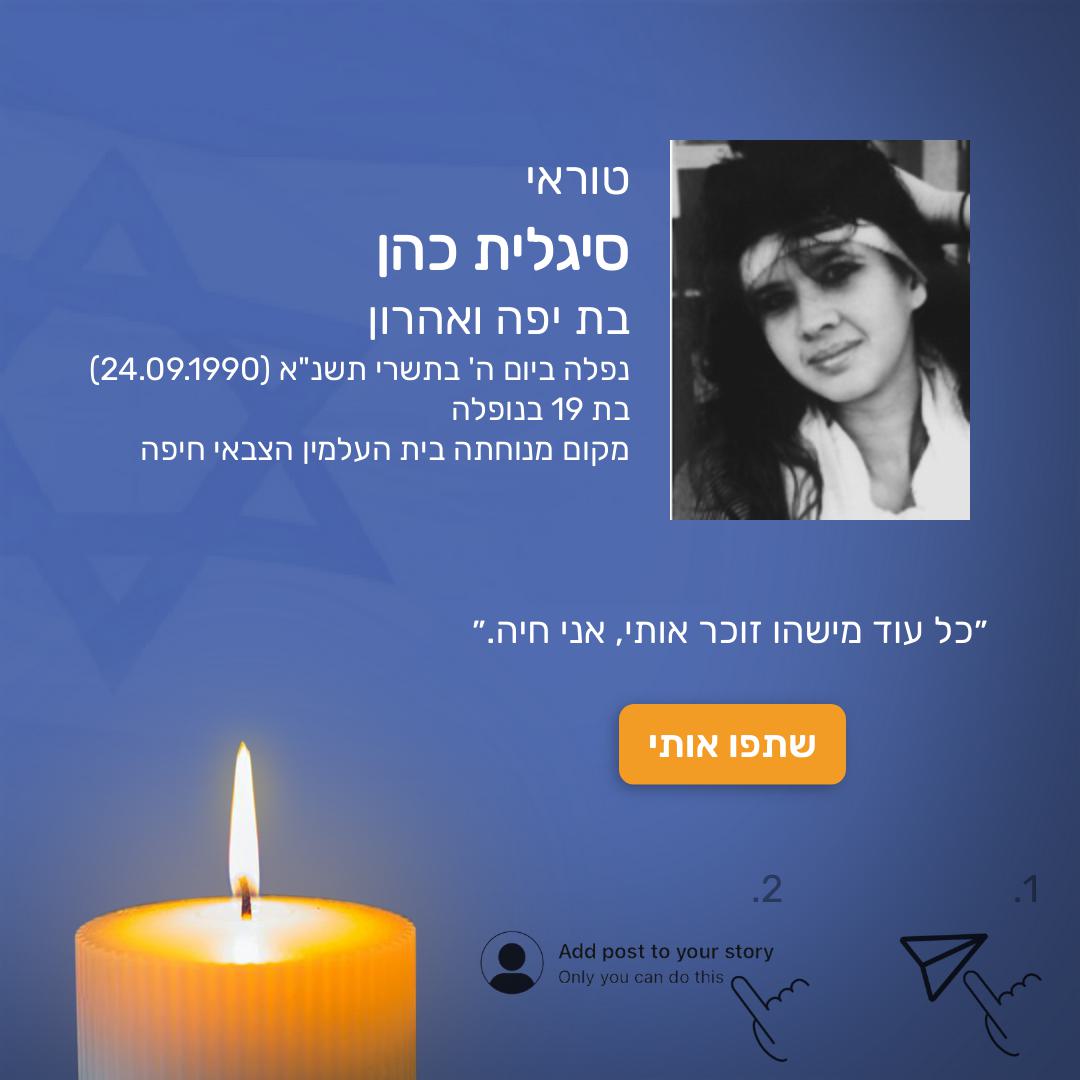 טוראי
סיגלית כהן
בת יפה ואהרון
נפלה ביום ה' בתשרי תשנ"א (24.09.1990)
בת 19 בנופלה
מקום מנוחתה בית העלמין הצבאי חיפה
״כל עוד מישהו זוכר אותי, אני חיה.״
שתפו אותי
1.
2.
Add post to your story
Only you can do this